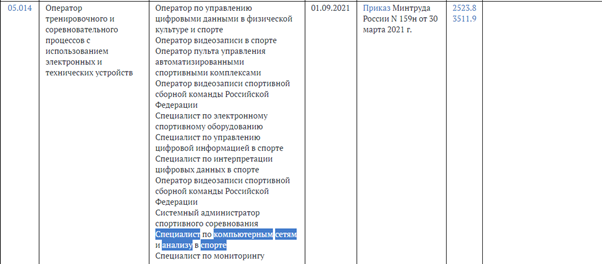 05.014
Оператор
тренировочного и
соревновательного
процессов с
использованием
электронных и
технических устройств
Оператор по управлению
цифровыми данными в физической
культуре и спорте
Оператор видеозаписи в спорте
Оператор пульта управления
автоматизированными
спортивными комплексами
Оператор видеозаписи спортивной
сборной команды Российской
Федерации
Специалист по электронному
спортивному оборудованию
Специалист по управлению
цифровой информацией в спорте
Специалист по интерпретации
цифровых данных в спорте
Оператор видеозаписи спортивной
сборной команды Российской
Федерации
Системный администратор
спортивного соревнования
Специалист по компьютерным сетям
и анализу в спорте
Специалист по мониторингу
01.09.2021
Приказ Минтруда
России N 159н от 30
марта 2021 г.
2523.8
3511.9